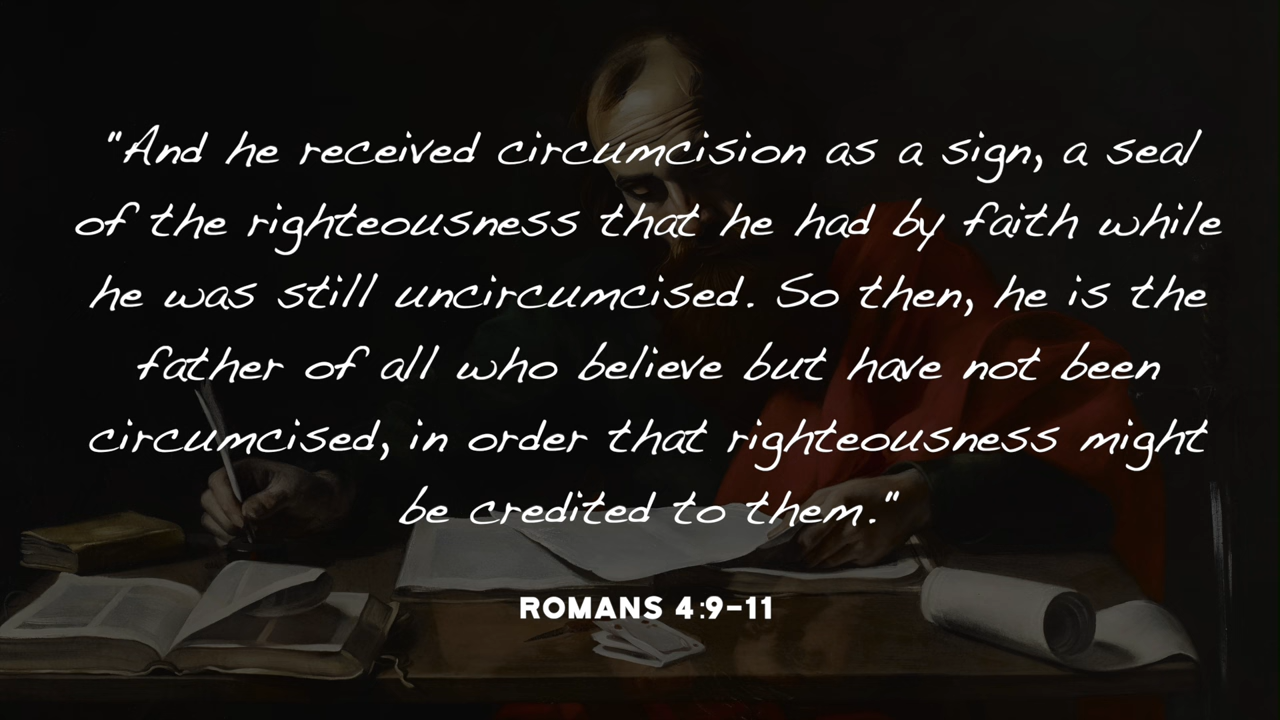 "And he received circumcision as a sign, a seal
of the righteousness that he had by faith while
he was still uncircumcised. So then, he is the
father of all who believe but have not been
circumcised, in order that righteousness might
be credited to them."
ROMANS 4:9-11